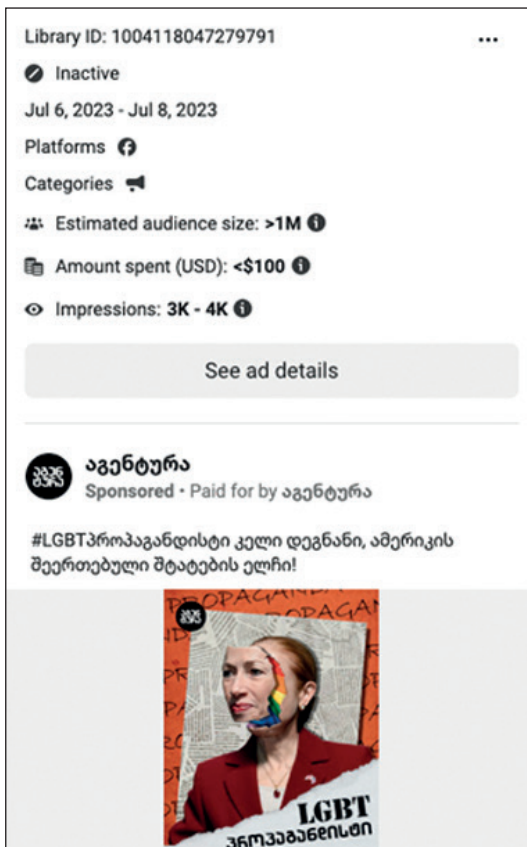 Library ID: 1004118047279791
Inactive
Jul 6, 2023 - Jul 8, 2023
Platforms
Categories
Estimated audience size: >1M
Amount spent (USD): <$100
Impressions: 3K - 4K
See ad details
აგენტურა
Sponsored • Paid for by აგენტურა
#LGBTპროპაგანდისტი კელი დეგნანი, ამერიკის
შეერთებული შტატების ელჩი!
PROPAGAN
LGBT
პროპაგანდისტი